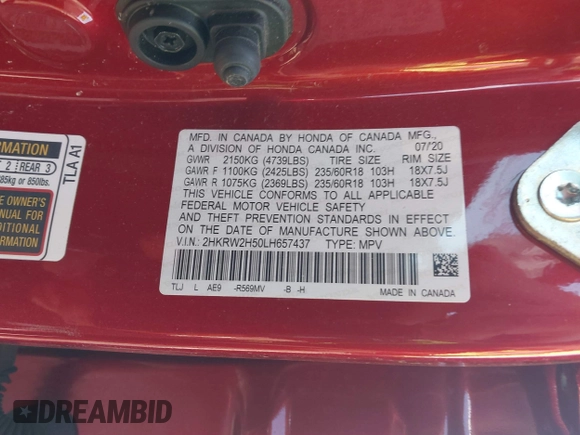 MFD. IN CANADA BY HONDA OF CANADA MFG.,
A DIVISION OF HONDA CANADA INC. 07/20
GVWR 2150KG (4739LBS) TIRE SIZE RIM SIZE
GAWR F 1100KG (2425LBS) 235/60R18 103H 18X7.5J
GAWR R 1075KG (2369LBS) 235/60R18 103H 18X7.5J
THIS VEHICLE CONFORMS TO ALL APPLICABLE
FEDERAL MOTOR VEHICLE SAFETY
AND THEFT PREVENTION STANDARDS IN EFFECT
ON THE DATE OF MANUFACTURE SHOWN ABOVE.
V.I.N.: 2HKRW2H50LH657437 TYPE: MPV
TLJ L AE9 -R569MV -B -H
MADE IN CANADA
MATION
2 REAR 3
385kg or 850lbs.
E OWNER'S
NUAL FOR
DITIONAL
ORMATION
TLA A1
DREAMBID